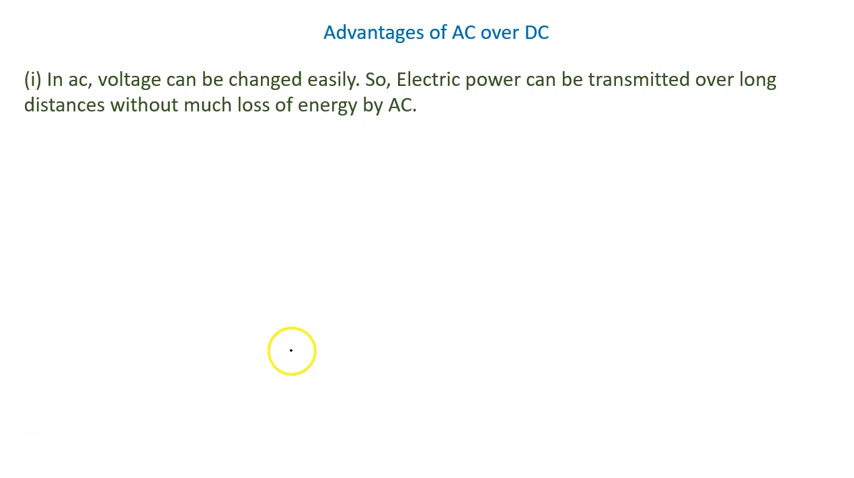 Advantages of AC over DC
(i) In ac, voltage can be changed easily. So, Electric power can be transmitted over long
distances without much loss of energy by AC.